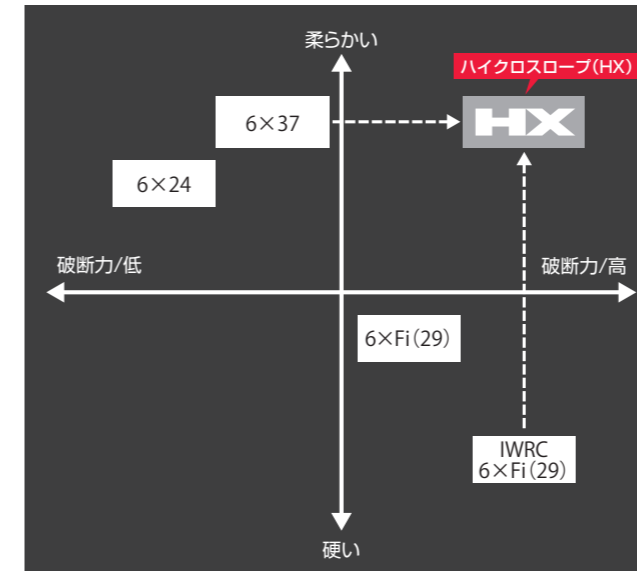 柔らかい
ハイクロスロープ(HX)
6×37
HX
6×24
破断力/低
破断力/高
6×Fi(29)
IWRC
6×Fi(29)
硬い